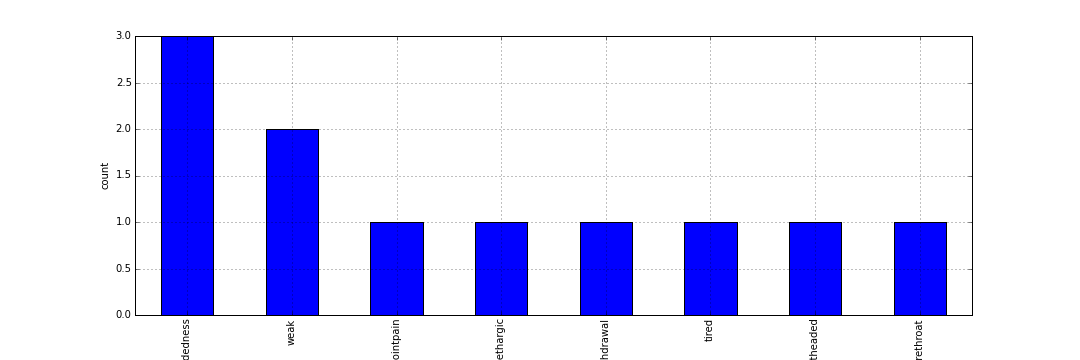 3.0
2.5
2.0
1.5
1.0
0.5
0.0
count
dedness
weak
ointpain
ethargic
hdrawal
tired
theaded
rethroat